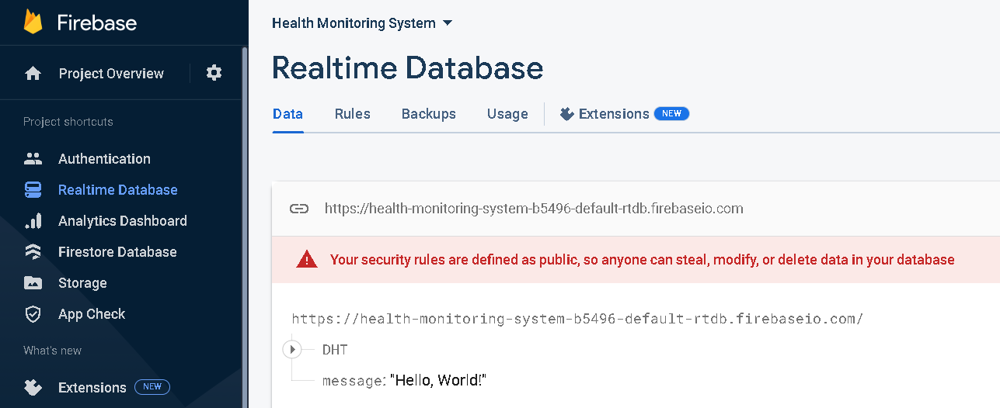 Firebase
Project Overview
Project shortcuts
Authentication
Realtime Database
Analytics Dashboard
Firestore Database
Storage
App Check
What's new
Extensions NEW
Health Monitoring System
Realtime Database
Data Rules Backups Usage Extensions NEW
https://health-monitoring-system-b5496-default-rtdb.firebaseio.com
Your security rules are defined as public, so anyone can steal, modify, or delete data in your database
https://health-monitoring-system-b5496-default-rtdb.firebaseio.com/
DHT
message: "Hello, World!"